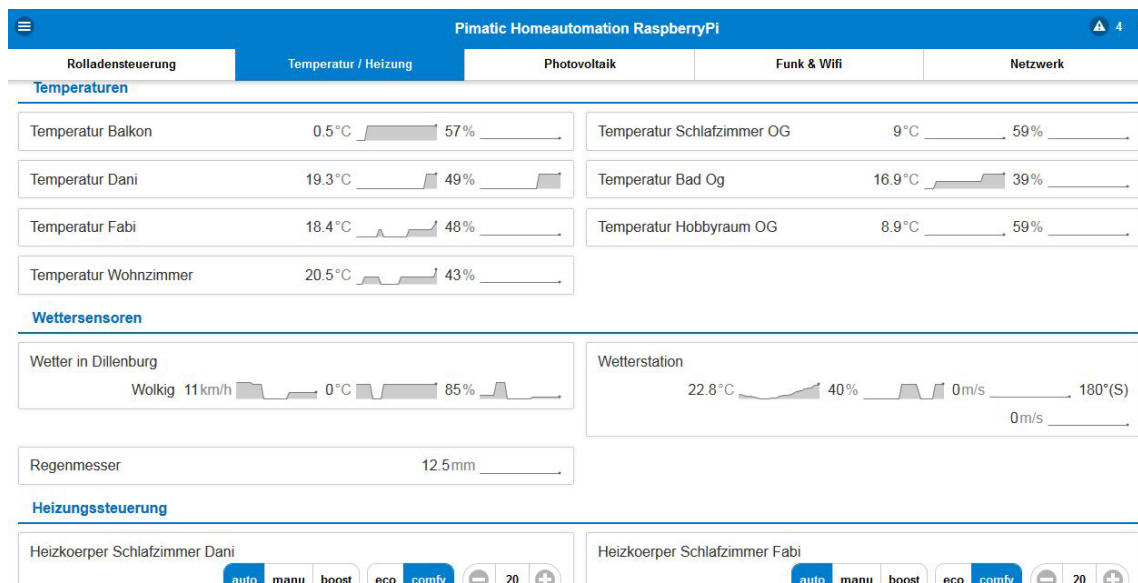 Pimatic Homeautomation RaspberryPi 4
Rolladensteuerung Temperatur / Heizung Photovoltaik Funk & Wifi Netzwerk
Temperaturen
Temperatur Balkon 0.5°C 57%
Temperatur Schlafzimmer OG 9°C 59%
Temperatur Dani 19.3°C 49%
Temperatur Bad Og 16.9°C 39%
Temperatur Fabi 18.4°C 48%
Temperatur Hobbyraum OG 8.9°C 59%
Temperatur Wohnzimmer 20.5°C 43%
Wettersensoren
Wetter in Dillenburg
Wolkig 11km/h 0°C 85%
Wetterstation
22.8°C 40% 0m/s 180°(S)
0m/s
Regenmesser 12.5mm
Heizungssteuerung
Heizkoerper Schlafzimmer Dani
auto manu boost eco comfy 20
Heizkoerper Schlafzimmer Fabi
auto manu boost eco comfy 20